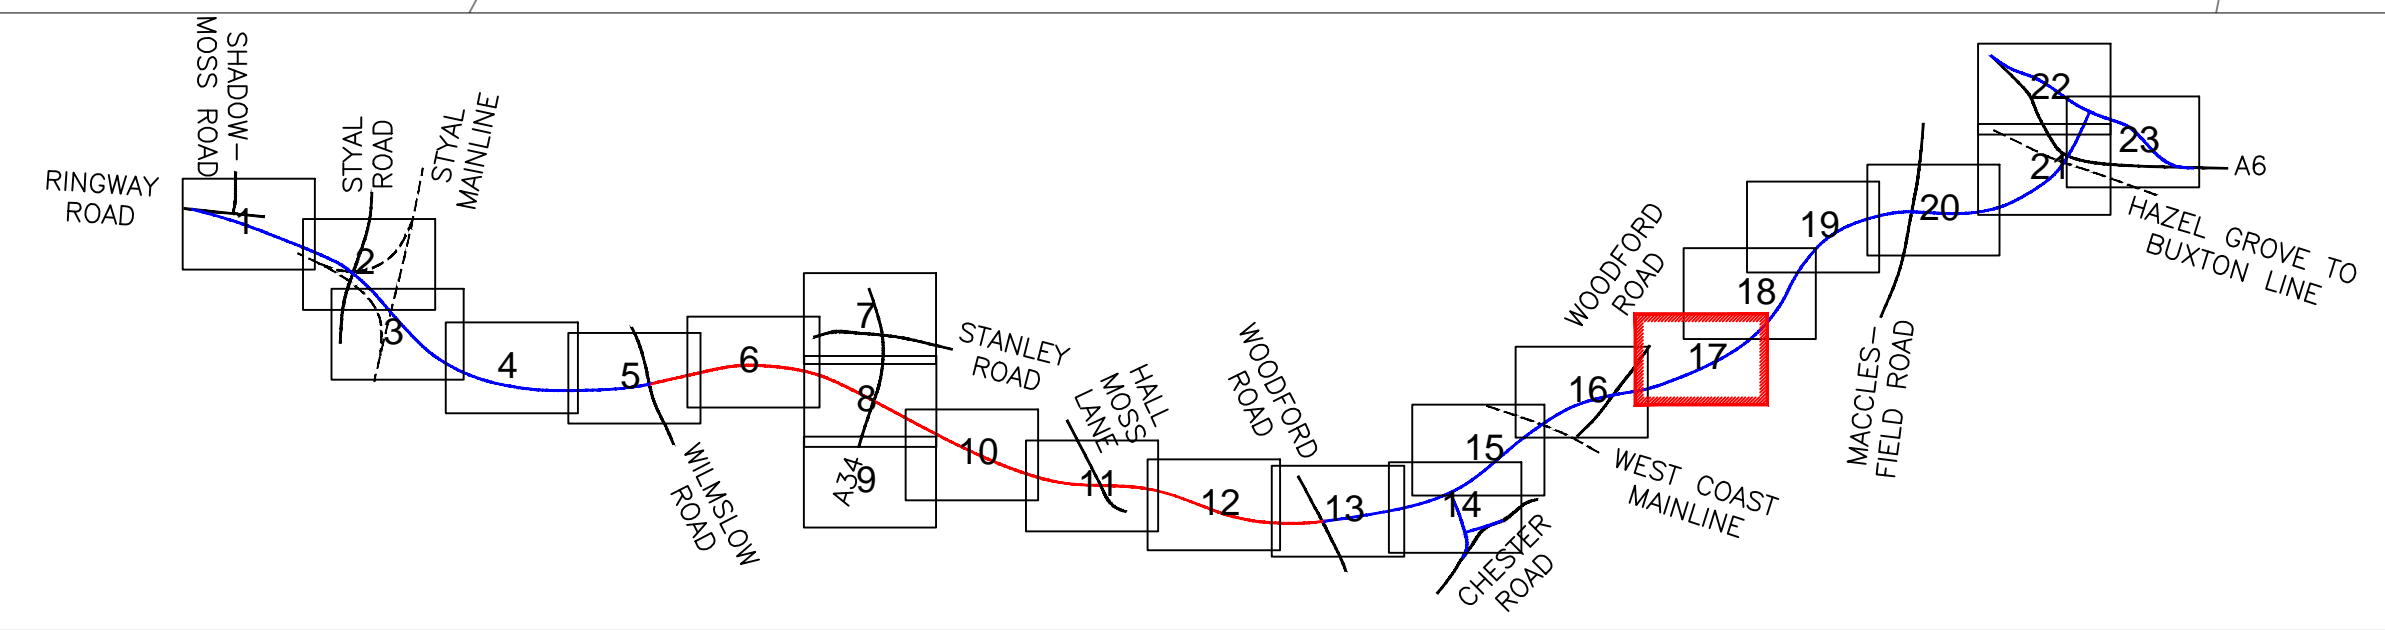 SHADOW-
MOSS ROAD
RINGWAY
ROAD
1
STYAL
ROAD
STYAL
MAINLINE
2
3
4
5
WILMSLOW
ROAD
6
7
STANLEY
ROAD
8
A34
9
10
HALL
MOSS
LANE
11
12
WOODFORD
ROAD
13
14
CHESTER
ROAD
15
WEST COAST
MAINLINE
16
WOODFORD
ROAD
17
18
19
MACCLES-
FIELD ROAD
20
21
22
23
A6
HAZEL GROVE TO
BUXTON LINE